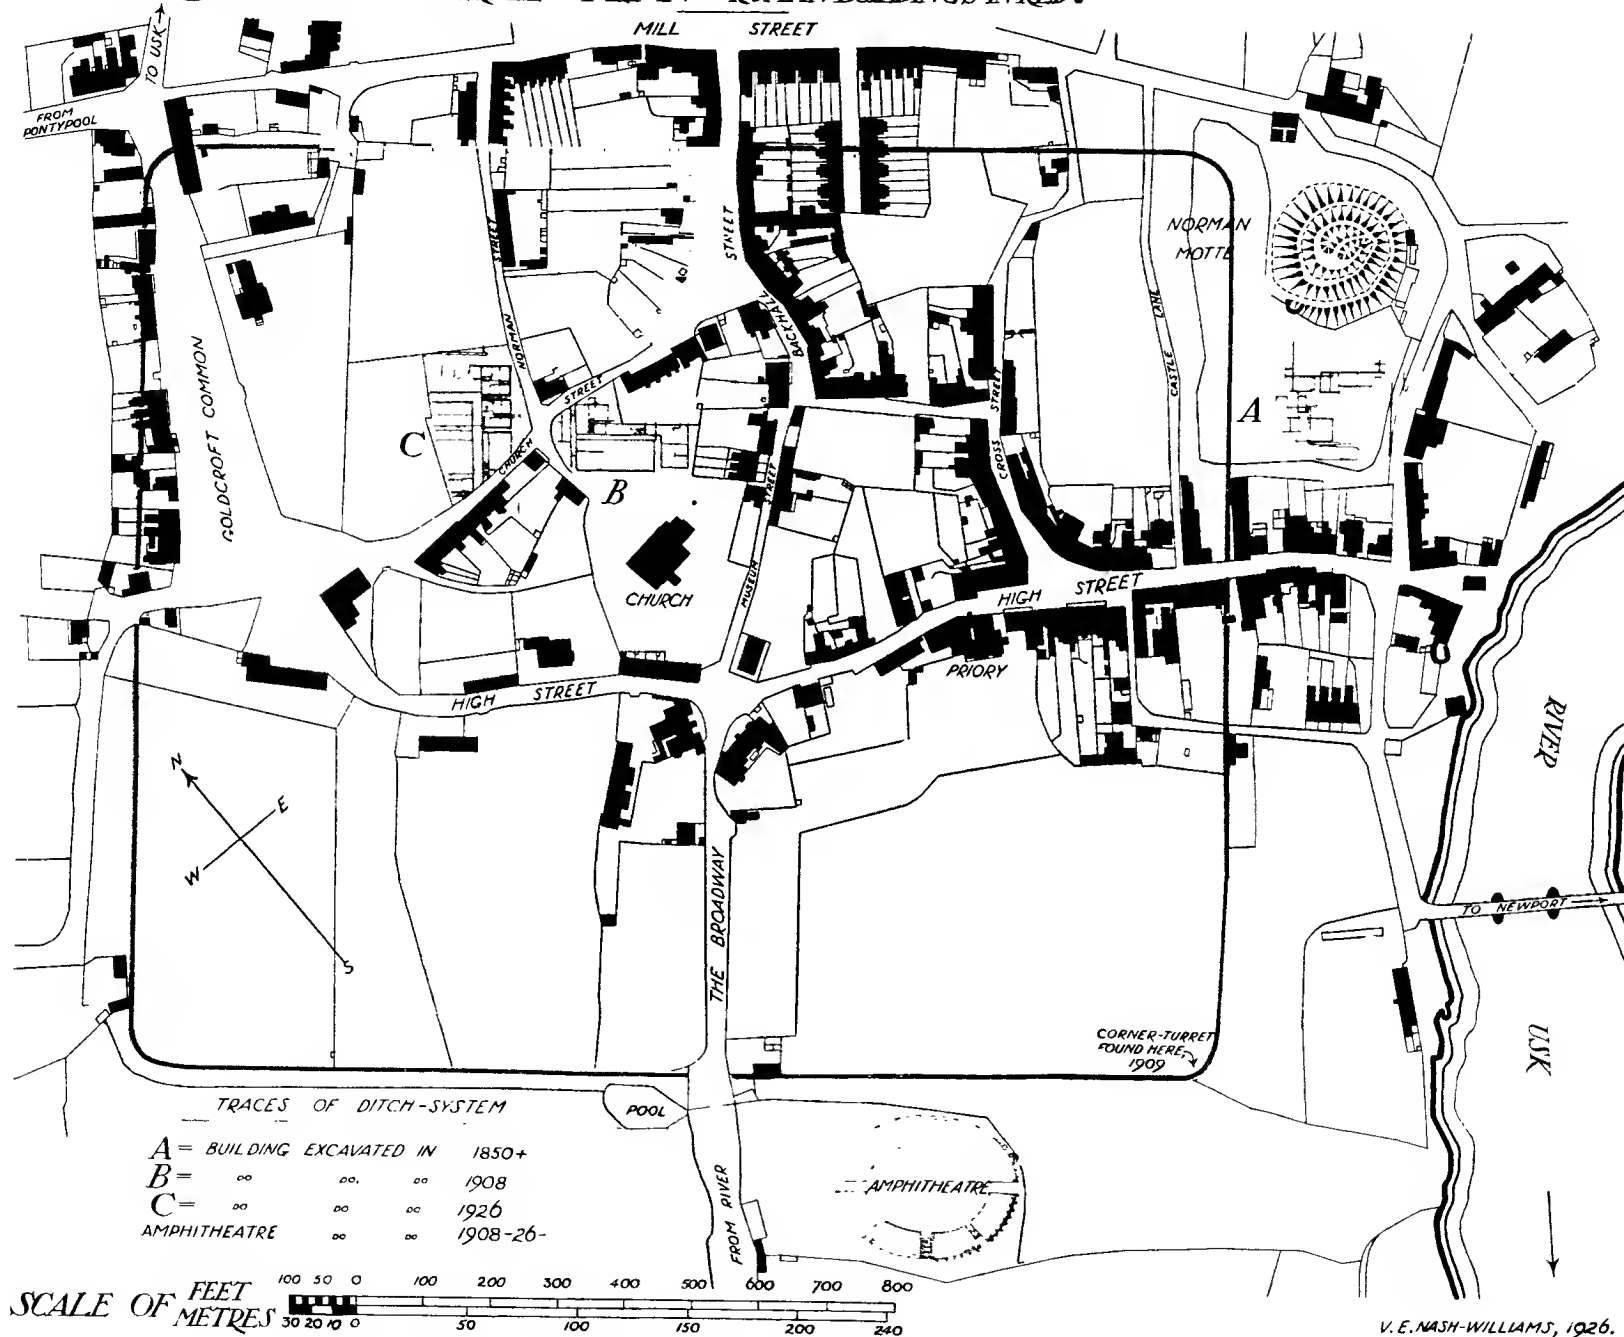 MILL STREET
TO USK
FROM
PONTYPOOL
STREET
NORMAN
STREET
BACKHALL
NORMAN
MOTTE
CASTLE LANE
GOLDCROFT COMMON
CHURCH STREET
CROSS STREET
A
C
B
MUSEUM STREET
CHURCH
HIGH STREET
PRIORY
HIGH STREET
RIVER
USK
N
E
W
S
THE BROADWAY
TO NEWPORT
CORNER-TURRET
FOUND HERE,
1909
TRACES OF DITCH-SYSTEM
POOL
A = BUILDING EXCAVATED IN 1850+
B = " " " 1908
C = " " " 1926
AMPHITHEATRE " " 1908-26-
AMPHITHEATRE
FROM RIVER
SCALE OF FEET 100 50 0 100 200 300 400 500 600 700 800
METRES 30 20 10 0 50 100 150 200 240
V.E. NASH-WILLIAMS, 1926.